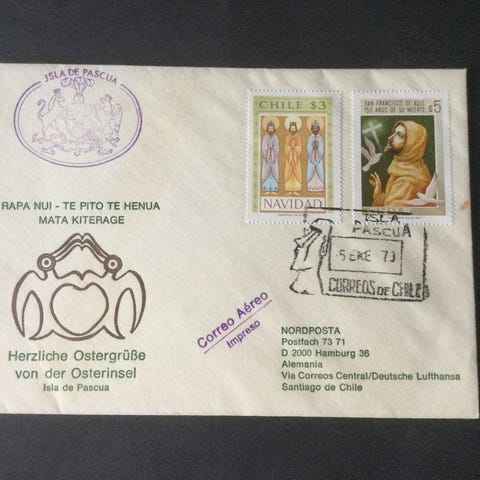 ISLA DE PASCUA
RAPA NUI - TE PITO TE HENUA
MATA KITERAGE
Herzliche Ostergrüße
von der Osterinsel
Isla de Pascua
CHILE $3
NAVIDAD
SAN FRANCISCO DE ASIS
750 AÑOS DE SU MUERTE
$5
ISLA
PASCUA
5 ENE 79
CORREOS DE CHILE
Correo Aéreo
Impreso
NORDPOSTA
Postfach 73 71
D 2000 Hamburg 36
Alemania
Via Correos Central/Deutsche Lufthansa
Santiago de Chile